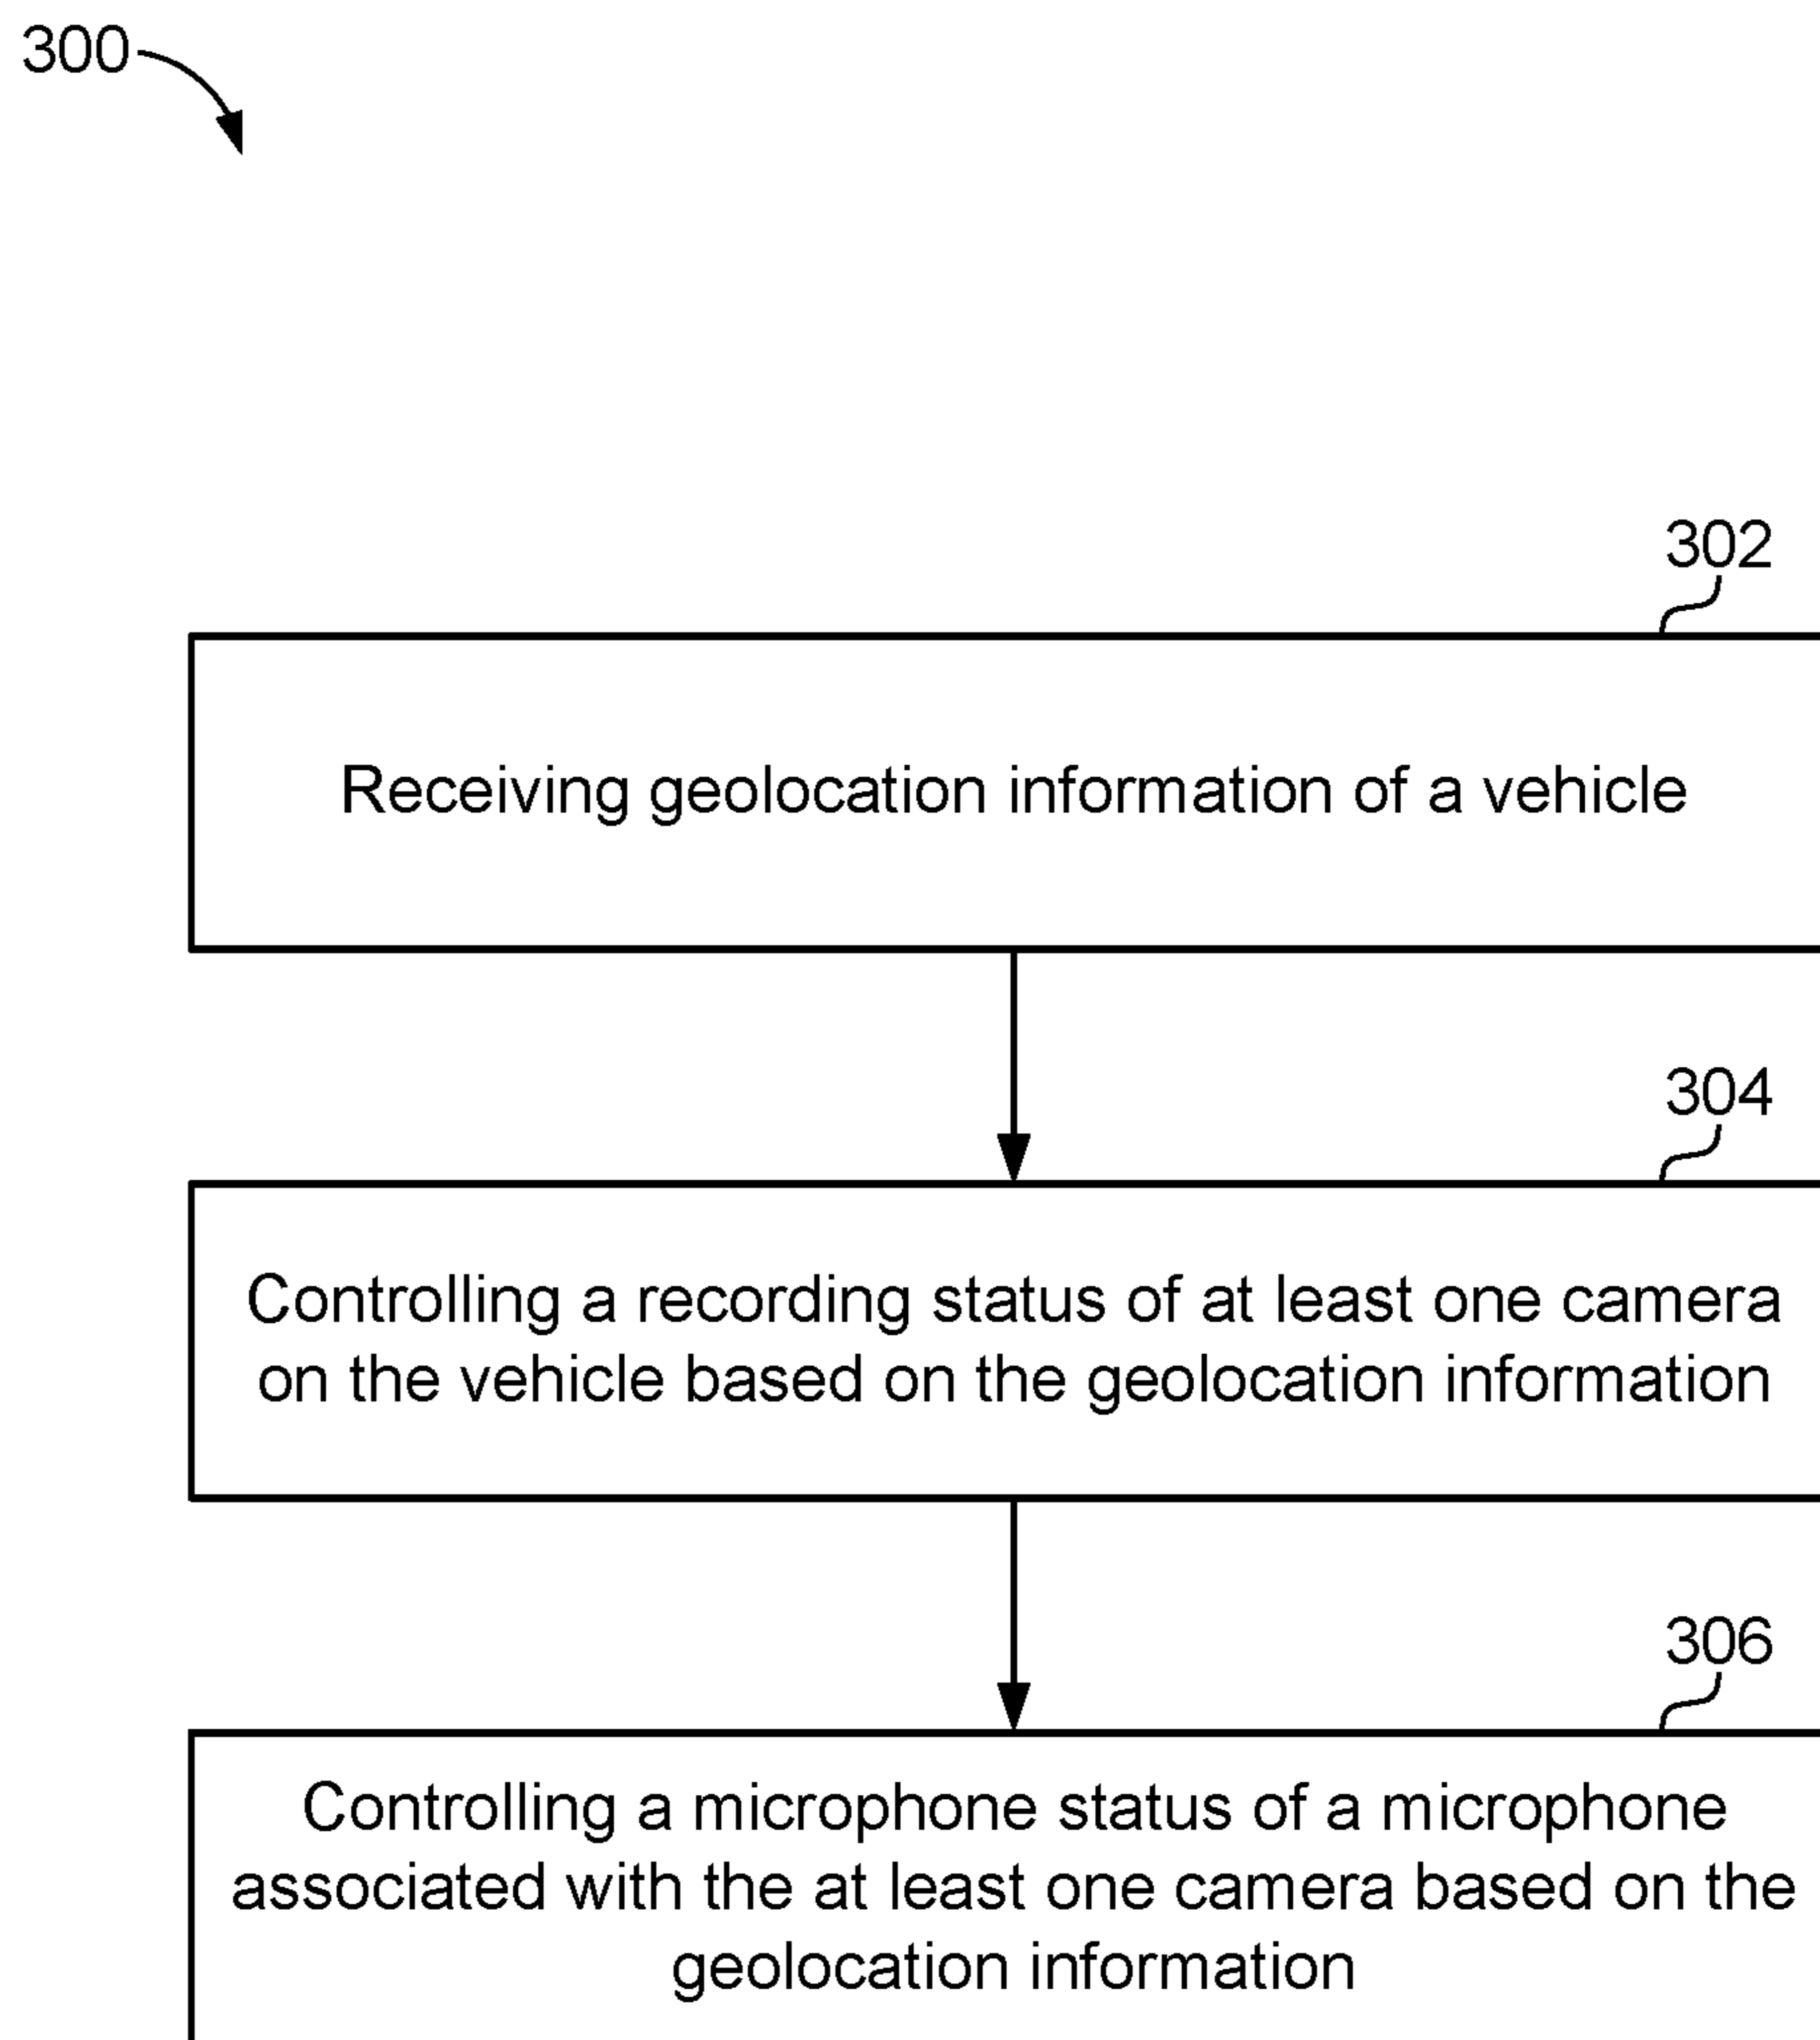 300
302
Receiving geolocation information of a vehicle
304
Controlling a recording status of at least one camera
on the vehicle based on the geolocation information
306
Controlling a microphone status of a microphone
associated with the at least one camera based on the
geolocation information